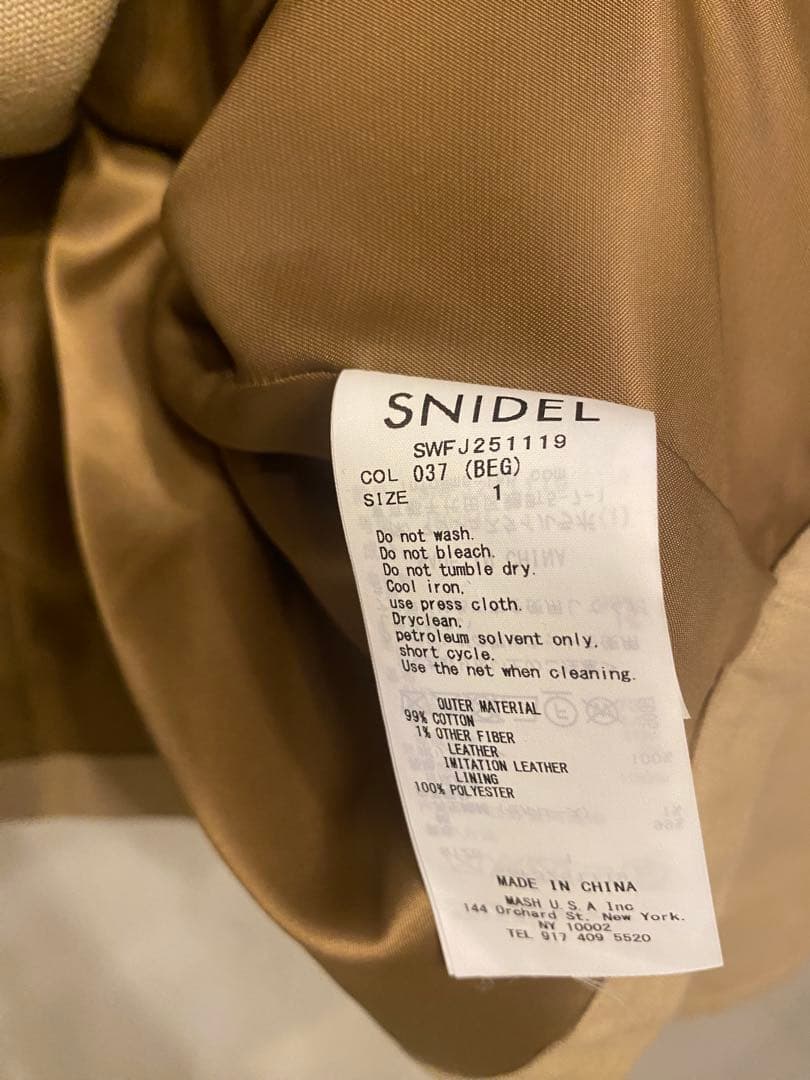 SNIDEL
SWFJ251119
COL 037 (BEG)
SIZE 1
Do not wash.
Do not bleach.
Do not tumble dry.
Cool iron,
use press cloth.
Dryclean,
petroleum solvent only,
short cycle.
Use the net when cleaning.
OUTER MATERIAL
99% COTTON
1% OTHER FIBER
LEATHER
IMITATION LEATHER
LINING
100% POLYESTER
MADE IN CHINA
MASH U.S.A Inc
144 Orchard St. New York.
NY 10002
TEL 917 409 5520